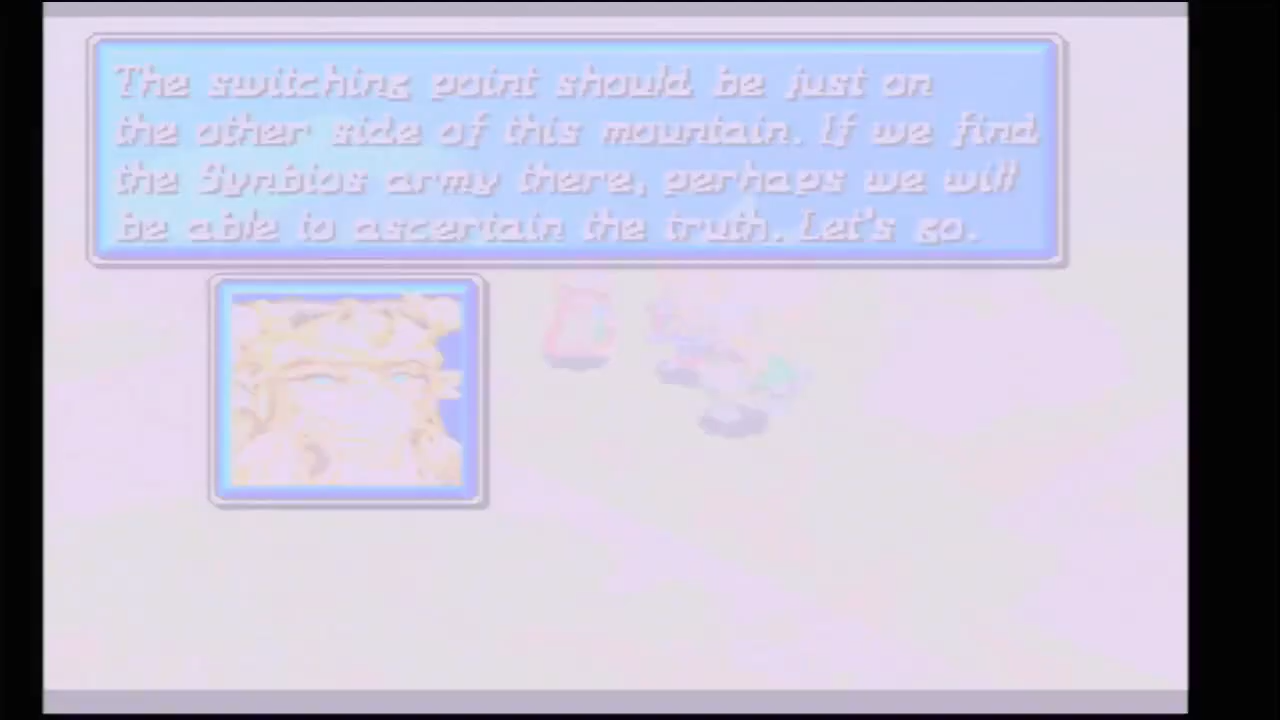 The switching point should be just on
the other side of this mountain. If we find
the Synbios army there, perhaps we will
be able to ascertain the truth. Let's go.